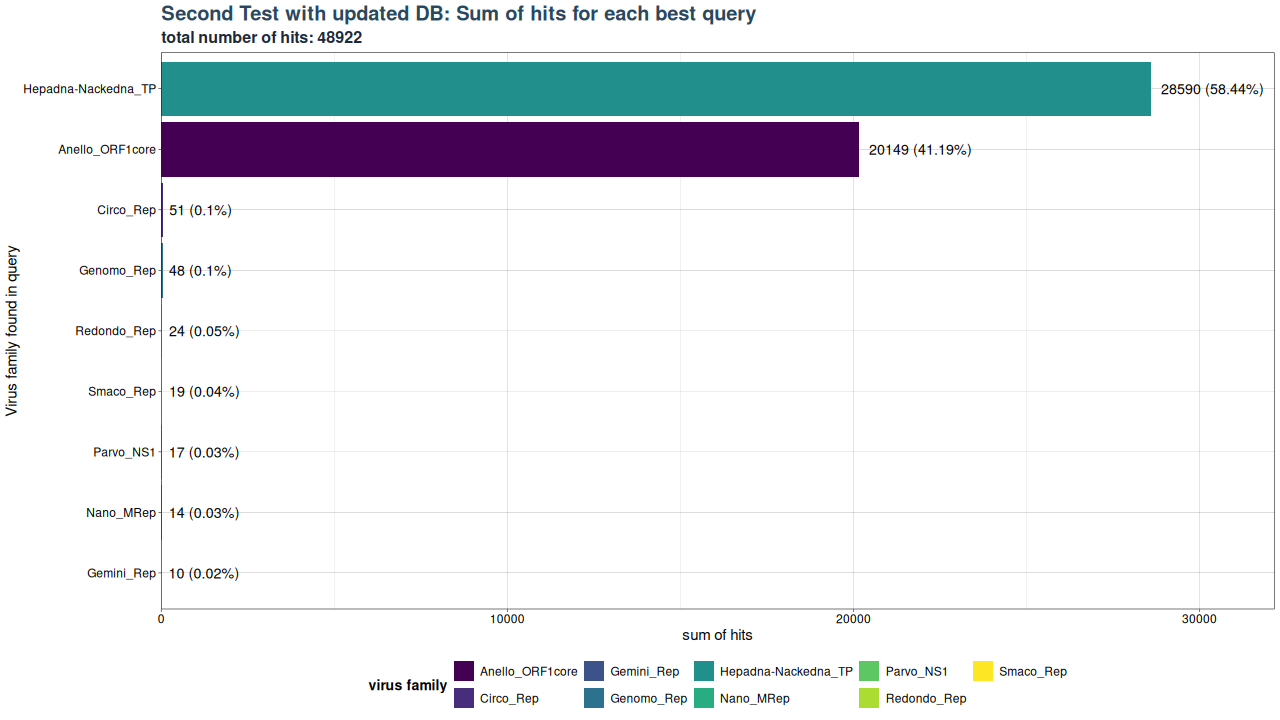 Second Test with updated DB: Sum of hits for each best query
total number of hits: 48922
Virus family found in query
Hepadna-Nackedna_TP 28590 (58.44%)
Anello_ORF1core 20149 (41.19%)
Circo_Rep 51 (0.1%)
Genomo_Rep 48 (0.1%)
Redondo_Rep 24 (0.05%)
Smaco_Rep 19 (0.04%)
Parvo_NS1 17 (0.03%)
Nano_MRep 14 (0.03%)
Gemini_Rep 10 (0.02%)
0 10000 20000 30000
sum of hits
virus family
Anello_ORF1core Gemini_Rep Hepadna-Nackedna_TP Parvo_NS1 Smaco_Rep
Circo_Rep Genomo_Rep Nano_MRep Redondo_Rep